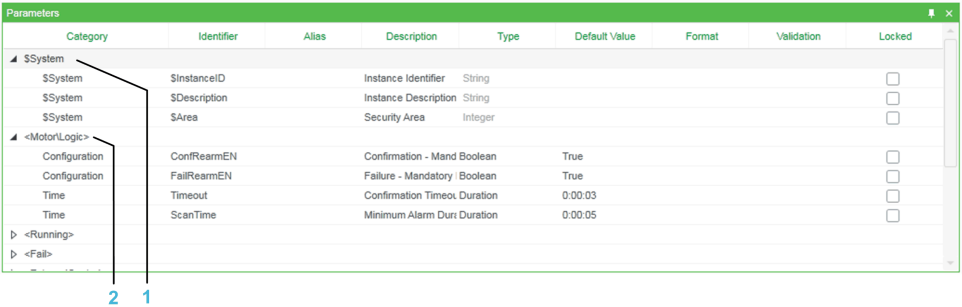 Parameters
Category Identifier Alias Description Type Default Value Format Validation Locked
$System
$System $InstanceID Instance Identifier String
$System $Description Instance Description String
$System $Area Security Area Integer
<Motor\Logic>
Configuration ConfRearmEN Confirmation - Mand Boolean True
Configuration FailRearmEN Failure - Mandatory Boolean True
Time Timeout Confirmation Timeou Duration 0:00:03
Time ScanTime Minimum Alarm Dura Duration 0:00:05
<Running>
<Fail>
2 1